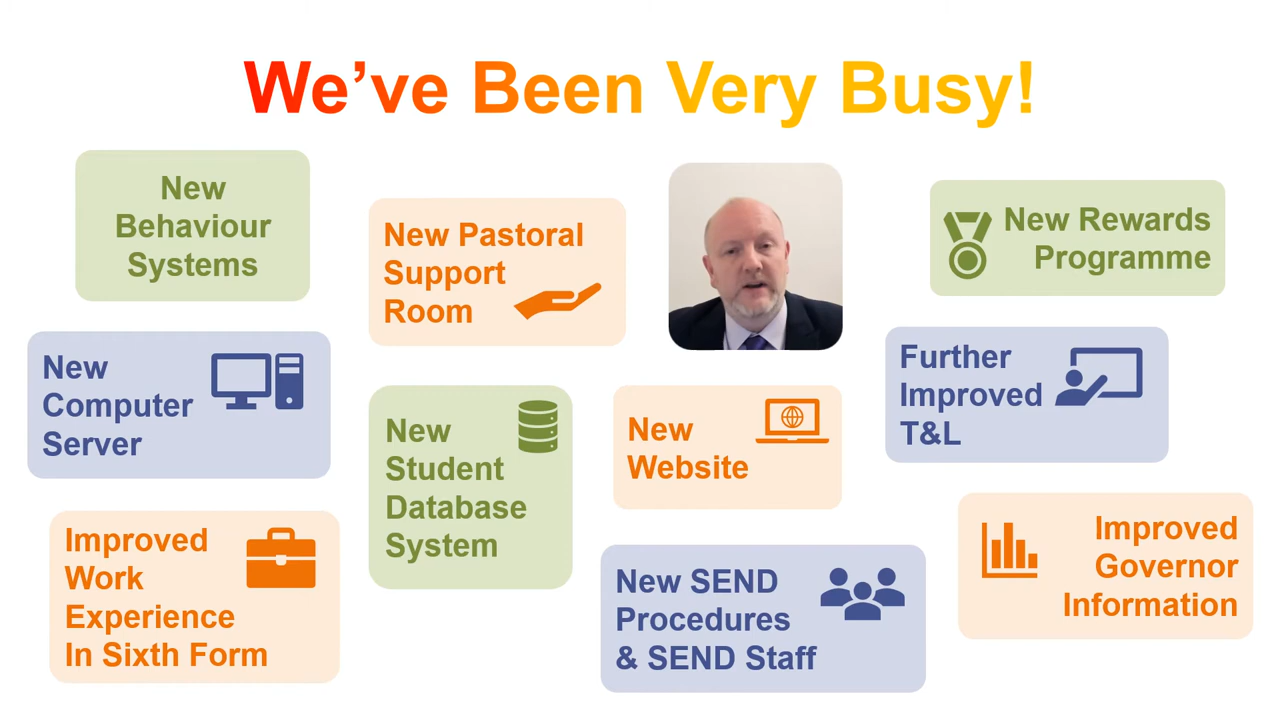 We've Been Very Busy!
New
Behaviour
Systems
New Pastoral
Support
Room
New Rewards
Programme
New
Computer
Server
New
Student
Database
System
New
Website
Further
Improved
T&L
Improved
Work
Experience
In Sixth Form
New SEND
Procedures
& SEND Staff
Improved
Governor
Information